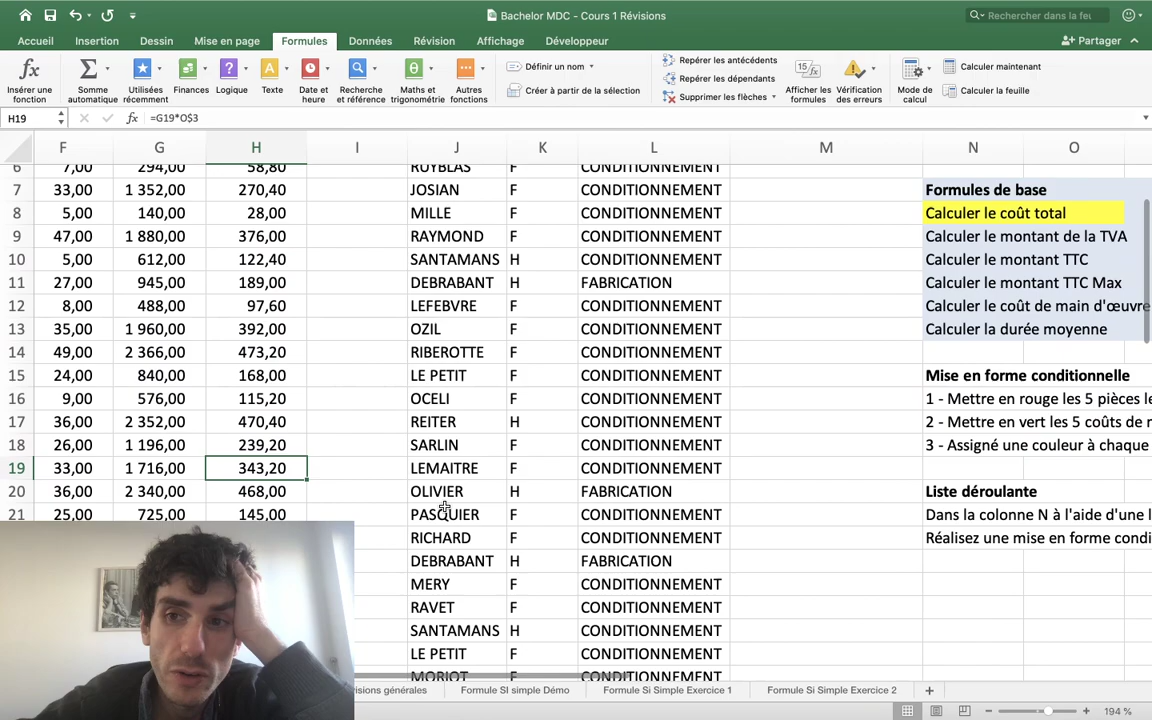 Bachelor MDC - Cours 1 Révisions
Rechercher dans la feu
Accueil Insertion Dessin Mise en page Formules Données Révision Affichage Développeur Partager
Insérer une fonction
Somme automatique
Utilisées récemment
Finances
Logique
Texte
Date et heure
Recherche et référence
Maths et trigonométrie
Autres fonctions
Définir un nom
Créer à partir de la sélection
Repérer les antécédents
Repérer les dépendants
Supprimer les flèches
Afficher les formules
Vérification des erreurs
Mode de calcul
Calculer maintenant
Calculer la feuille
H19 fx =G19*O$3
F G H I J K L M N O
6 7,00 294,00 58,80 RUYBLAS F CONDITIONNEMENT
7 33,00 1 352,00 270,40 JOSIAN F CONDITIONNEMENT Formules de base
8 5,00 140,00 28,00 MILLE F CONDITIONNEMENT Calculer le coût total
9 47,00 1 880,00 376,00 RAYMOND F CONDITIONNEMENT Calculer le montant de la TVA
10 5,00 612,00 122,40 SANTAMANS H CONDITIONNEMENT Calculer le montant TTC
11 27,00 945,00 189,00 DEBRABANT H FABRICATION Calculer le montant TTC Max
12 8,00 488,00 97,60 LEFEBVRE F CONDITIONNEMENT Calculer le coût de main d'œuvre
13 35,00 1 960,00 392,00 OZIL F CONDITIONNEMENT Calculer la durée moyenne
14 49,00 2 366,00 473,20 RIBEROTTE F CONDITIONNEMENT
15 24,00 840,00 168,00 LE PETIT F CONDITIONNEMENT Mise en forme conditionnelle
16 9,00 576,00 115,20 OCELI F CONDITIONNEMENT 1 - Mettre en rouge les 5 pièces le
17 36,00 2 352,00 470,40 REITER H CONDITIONNEMENT 2 - Mettre en vert les 5 coûts de
18 26,00 1 196,00 239,20 SARLIN F CONDITIONNEMENT 3 - Assigné une couleur à chaque
19 33,00 1 716,00 343,20 LEMAITRE F CONDITIONNEMENT
20 36,00 2 340,00 468,00 OLIVIER H FABRICATION Liste déroulante
21 25,00 725,00 145,00 PASQUIER F CONDITIONNEMENT Dans la colonne N à l'aide d'une l
RICHARD F CONDITIONNEMENT Réalisez une mise en forme condi
DEBRABANT H FABRICATION
MERY F CONDITIONNEMENT
RAVET F CONDITIONNEMENT
SANTAMANS H CONDITIONNEMENT
LE PETIT F CONDITIONNEMENT
MORIOT F CONDITIONNEMENT
visions générales Formule SI simple Démo Formule Si Simple Exercice 1 Formule Si Simple Exercice 2
194 %